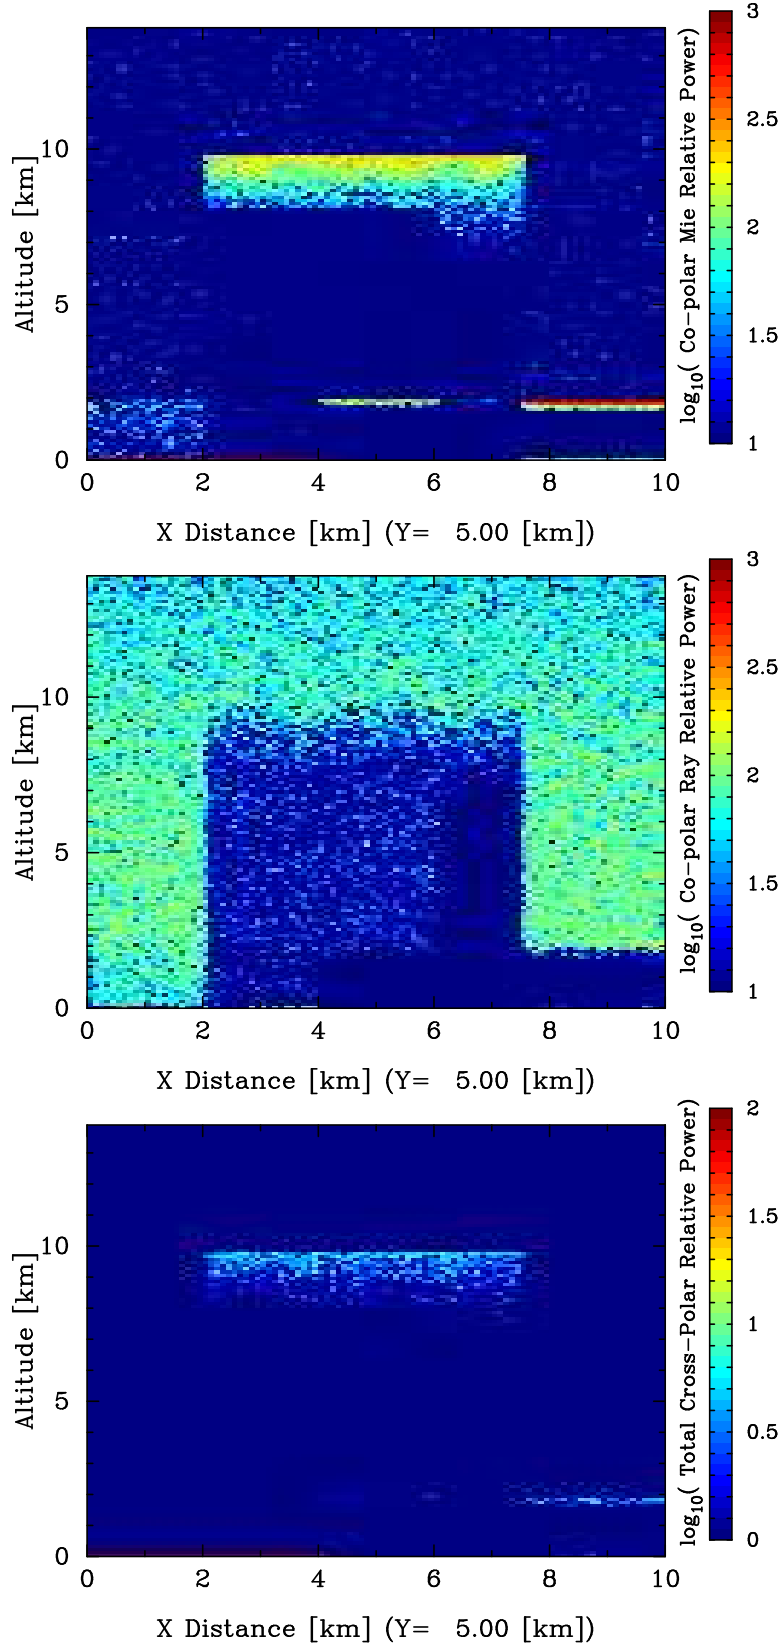 3
2.5
2
1.5
1
log10( Co-polar Mie Relative Power)
10
5
0
Altitude [km]
0 2 4 6 8 10
X Distance [km] (Y= 5.00 [km])
3
2.5
2
1.5
1
log10( Co-polar Ray Relative Power)
10
5
0
Altitude [km]
0 2 4 6 8 10
X Distance [km] (Y= 5.00 [km])
2
1.5
1
0.5
0
log10( Total Cross-Polar Relative Power)
10
5
0
Altitude [km]
0 2 4 6 8 10
X Distance [km] (Y= 5.00 [km])